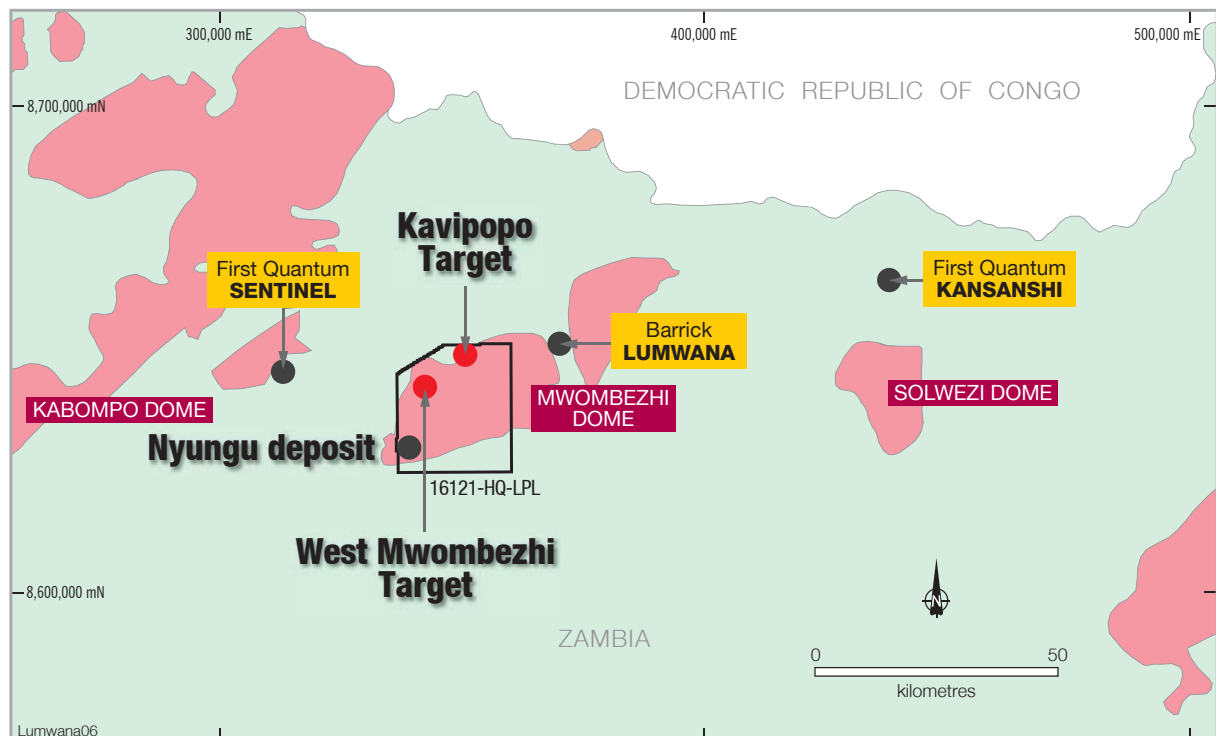 300,000 mE
400,000 mE
500,000 mE
DEMOCRATIC REPUBLIC OF CONGO
8,700,000 mN
Kavipopo
Target
First Quantum
SENTINEL
First Quantum
KANSANSHI
Barrick
LUMWANA
KABOMPO DOME
MWOMBEZHI
DOME
SOLWEZI DOME
Nyungu deposit
16121-HQ-LPL
West Mwombezhi
Target
8,600,000 mN
N
ZAMBIA
0
50
kilometres
Lumwana06